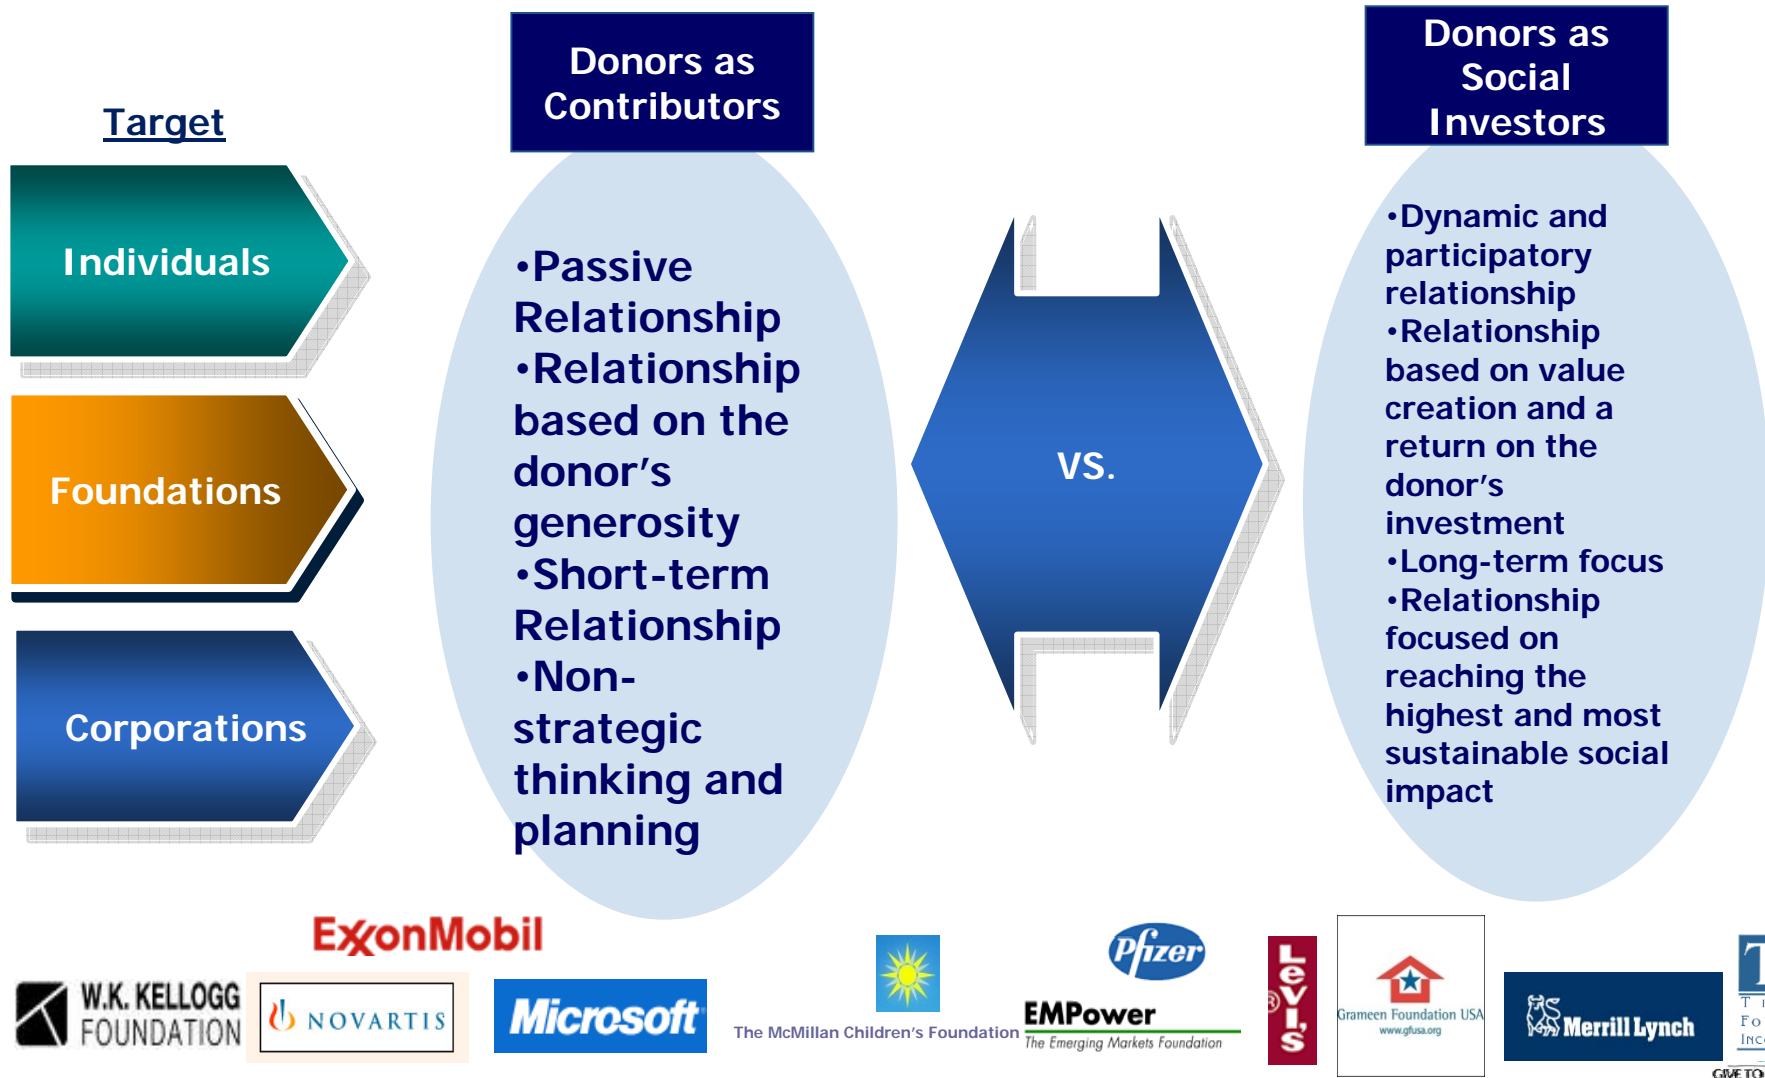 Target
Individuals
Foundations
Corporations
Donors as
Contributors
•Passive
Relationship
•Relationship
based on the
donor’s
generosity
•Short-term
Relationship
•Non-
strategic
thinking and
planning
VS.
Donors as
Social
Investors
•Dynamic and
participatory
relationship
•Relationship
based on value
creation and a
return on the
donor’s
investment
•Long-term focus
•Relationship
focused on
reaching the
highest and most
sustainable social
impact
ExxonMobil
W.K. KELLOGG
FOUNDATION
NOVARTIS
Microsoft
The McMillan Children’s Foundation
Pfizer
EMPower
The Emerging Markets Foundation
Levi's
®
Grameen Foundation USA
www.gfusa.org
Merrill Lynch
T
GIVE TO